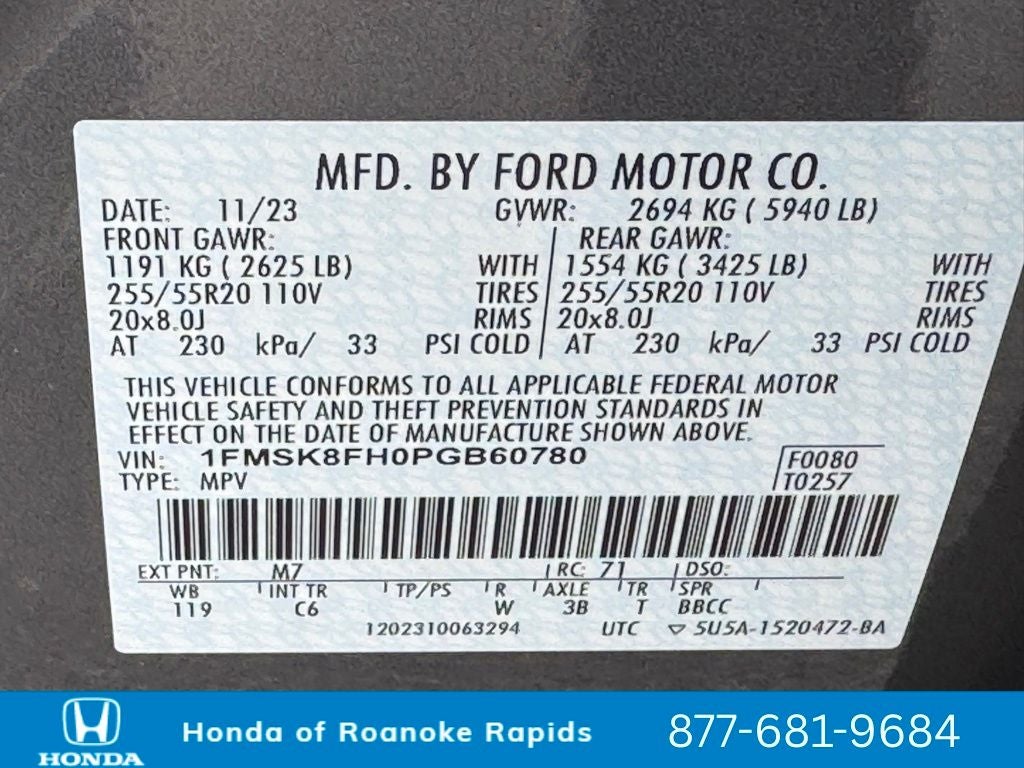 MFD. BY FORD MOTOR CO.
DATE: 11/23 GVWR: 2694 KG ( 5940 LB)
FRONT GAWR: REAR GAWR:
1191 KG ( 2625 LB) WITH 1554 KG ( 3425 LB) WITH
255/55R20 110V TIRES 255/55R20 110V TIRES
20x8.0J RIMS 20x8.0J RIMS
AT 230 kPa/ 33 PSI COLD AT 230 kPa/ 33 PSI COLD
THIS VEHICLE CONFORMS TO ALL APPLICABLE FEDERAL MOTOR
VEHICLE SAFETY AND THEFT PREVENTION STANDARDS IN
EFFECT ON THE DATE OF MANUFACTURE SHOWN ABOVE.
VIN: 1FMSK8FH0PGB60780 F0080
TYPE: MPV T0257
EXT PNT: M7 RC: 71 DSO:
WB INT TR TP/PS R AXLE TR SPR
119 C6 W 3B T BBCC
1202310063294 UTC ▽ 5U5A-1520472-BA
HONDA Honda of Roanoke Rapids 877-681-9684